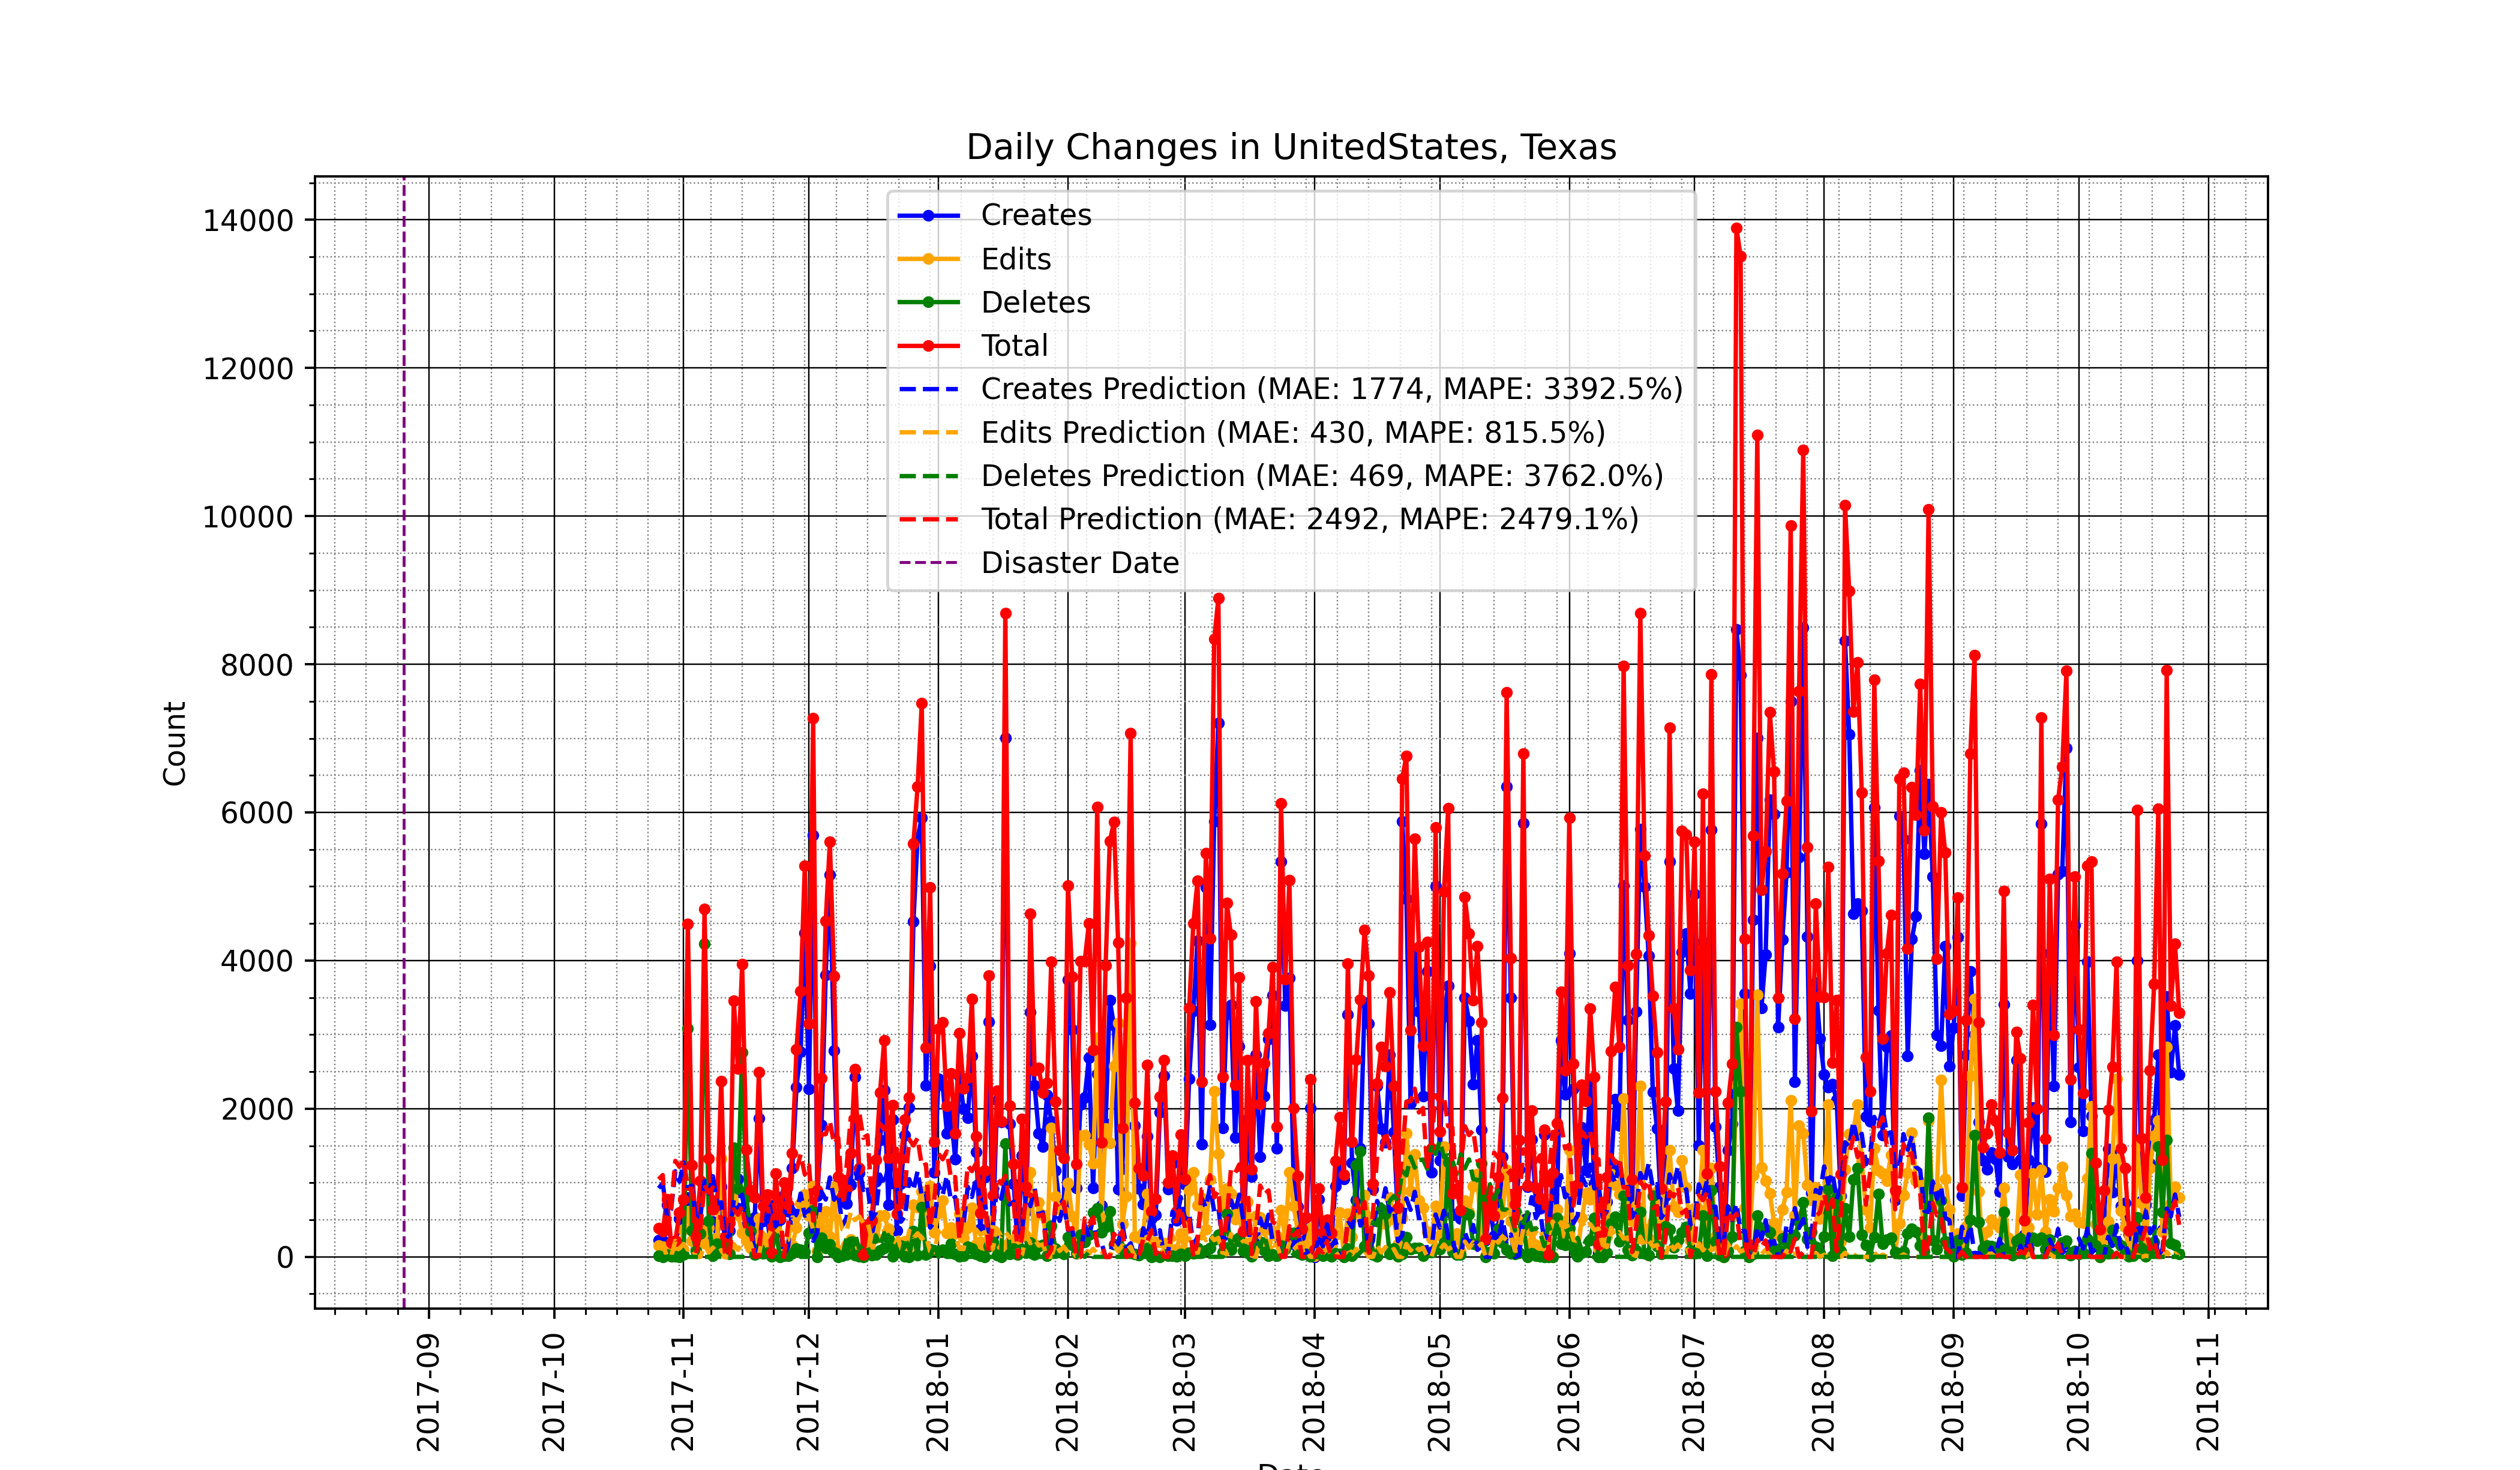 Daily Changes in UnitedStates, Texas
Creates
Edits
Deletes
Total
Creates Prediction (MAE: 1774, MAPE: 3392.5%)
Edits Prediction (MAE: 430, MAPE: 815.5%)
Deletes Prediction (MAE: 469, MAPE: 3762.0%)
Total Prediction (MAE: 2492, MAPE: 2479.1%)
Disaster Date
14000
12000
10000
8000
6000
4000
2000
0
Count
2017-09
2017-10
2017-11
2017-12
2018-01
2018-02
2018-03
2018-04
2018-05
2018-06
2018-07
2018-08
2018-09
2018-10
2018-11